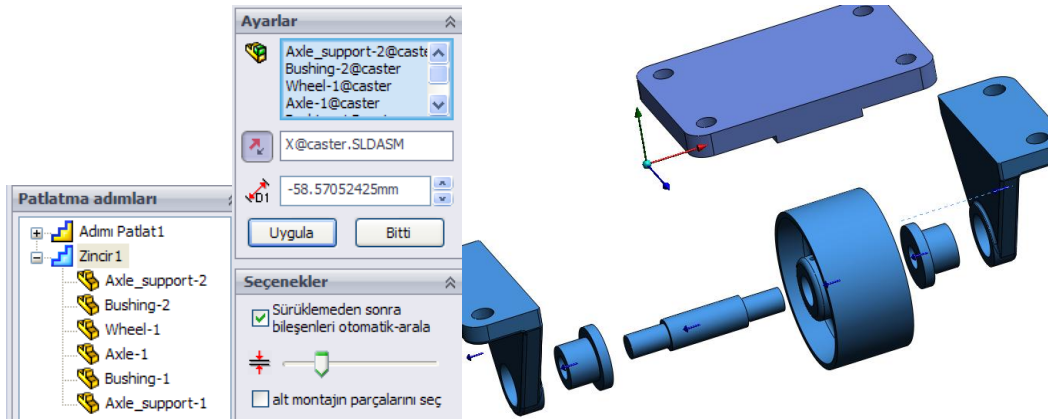 Patlatma adımları
Adımı Patlat1
Zincir1
Axle_support-2
Bushing-2
Wheel-1
Axle-1
Bushing-1
Axle_support-1
Ayarlar
Axle_support-2@caste
Bushing-2@caster
Wheel-1@caster
Axle-1@caster
X@caster.SLDASM
D1
-58.57052425mm
Uygula
Bitti
Seçenekler
Sürüklemeden sonra
bileşenleri otomatik-arala
alt montajın parçalarını seç